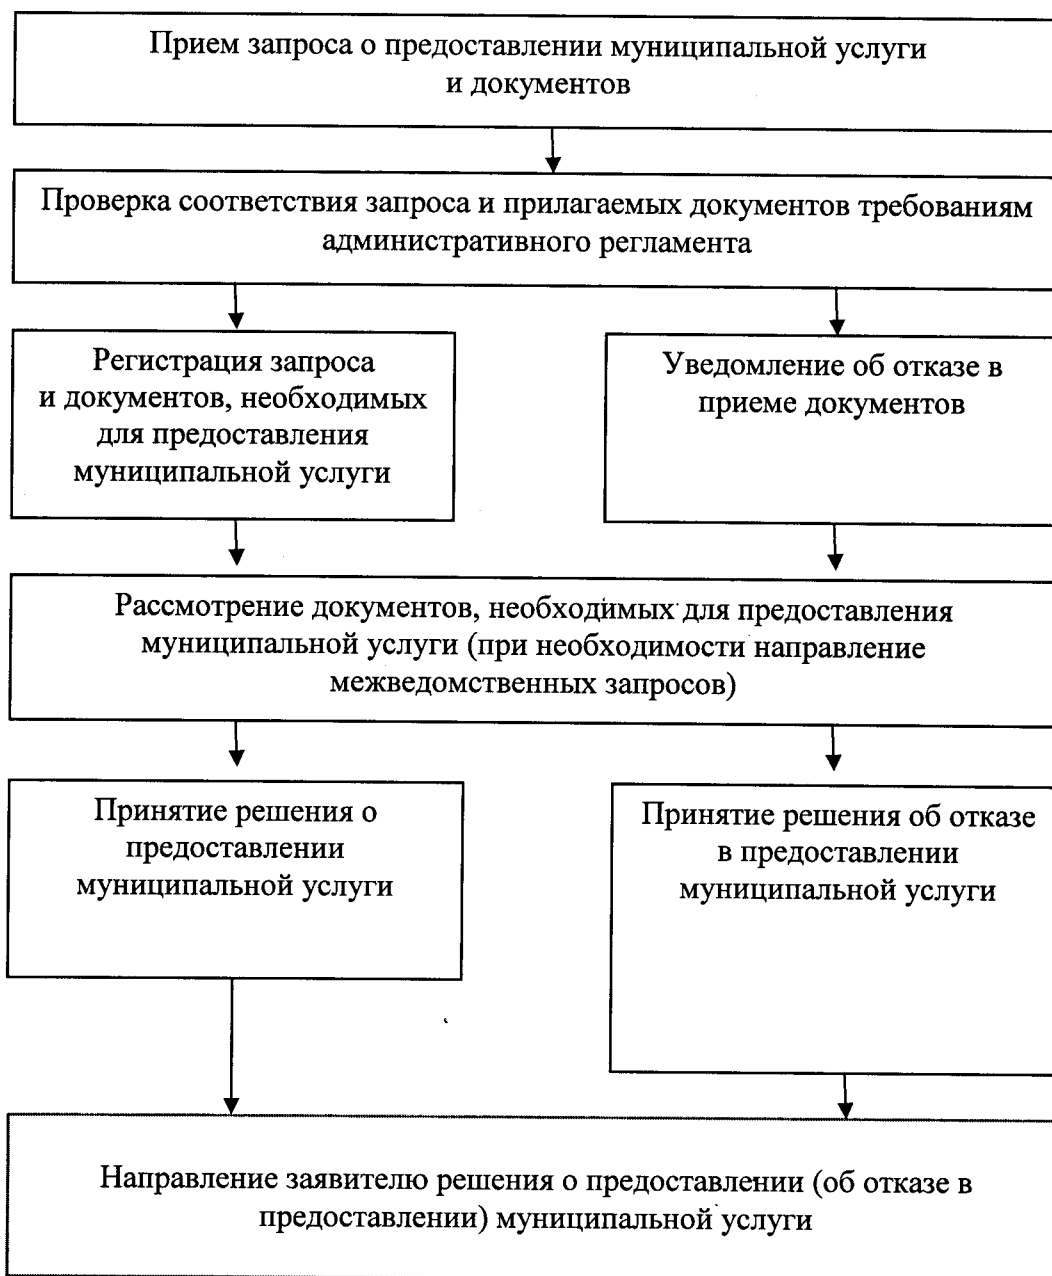 Прием запроса о предоставлении муниципальной услуги
и документов
Проверка соответствия запроса и прилагаемых документов требованиям
административного регламента
Регистрация запроса
и документов, необходимых
для предоставления
муниципальной услуги
Уведомление об отказе в
приеме документов
Рассмотрение документов, необходимых для предоставления
муниципальной услуги (при необходимости направление
межведомственных запросов)
Принятие решения о
предоставлении
муниципальной услуги
Принятие решения об отказе
в предоставлении
муниципальной услуги
Направление заявителю решения о предоставлении (об отказе в
предоставлении) муниципальной услуги